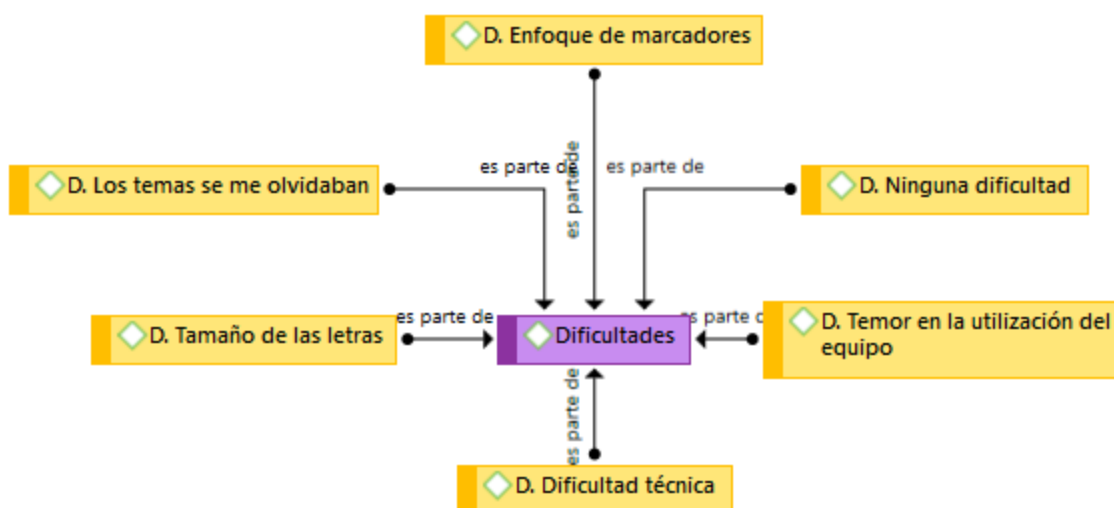 D. Enfoque de marcadores
es parte de
es parte de
es parte de
D. Los temas se me olvidaban
D. Ninguna dificultad
es parte de
es parte d
D. Tamaño de las letras
Dificultades
D. Temor en la utilización del
equipo
es parte de
D. Dificultad técnica